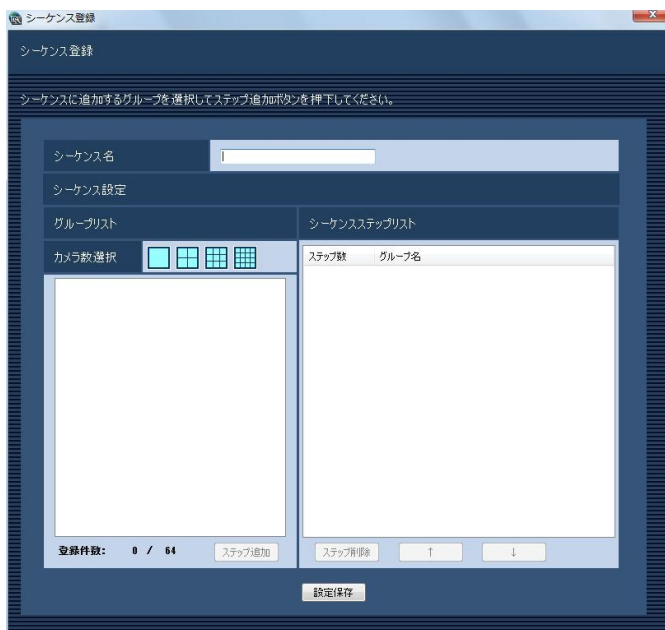 シーケンス登録
シーケンス登録
シーケンスに追加するグループを選択してステップ追加ボタンを押下してください。
シーケンス名
シーケンス設定
グループリスト
シーケンスステップリスト
カメラ数選択
ステップ数 グループ名
登録件数: 0 / 64
ステップ追加
ステップ削除
↑
↓
設定保存